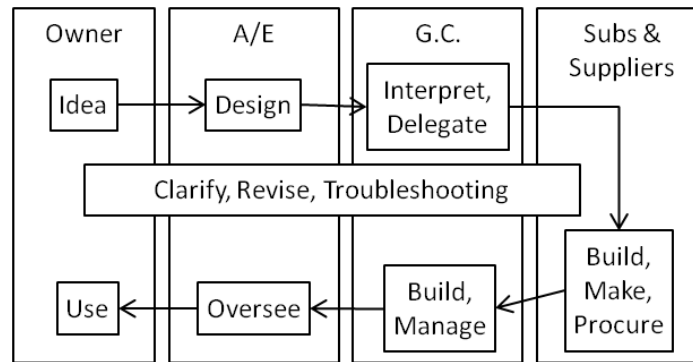 Owner
A/E
G.C.
Subs &
Suppliers
Idea
Design
Interpret,
Delegate
Clarify, Revise, Troubleshooting
Use
Oversee
Build,
Manage
Build,
Make,
Procure